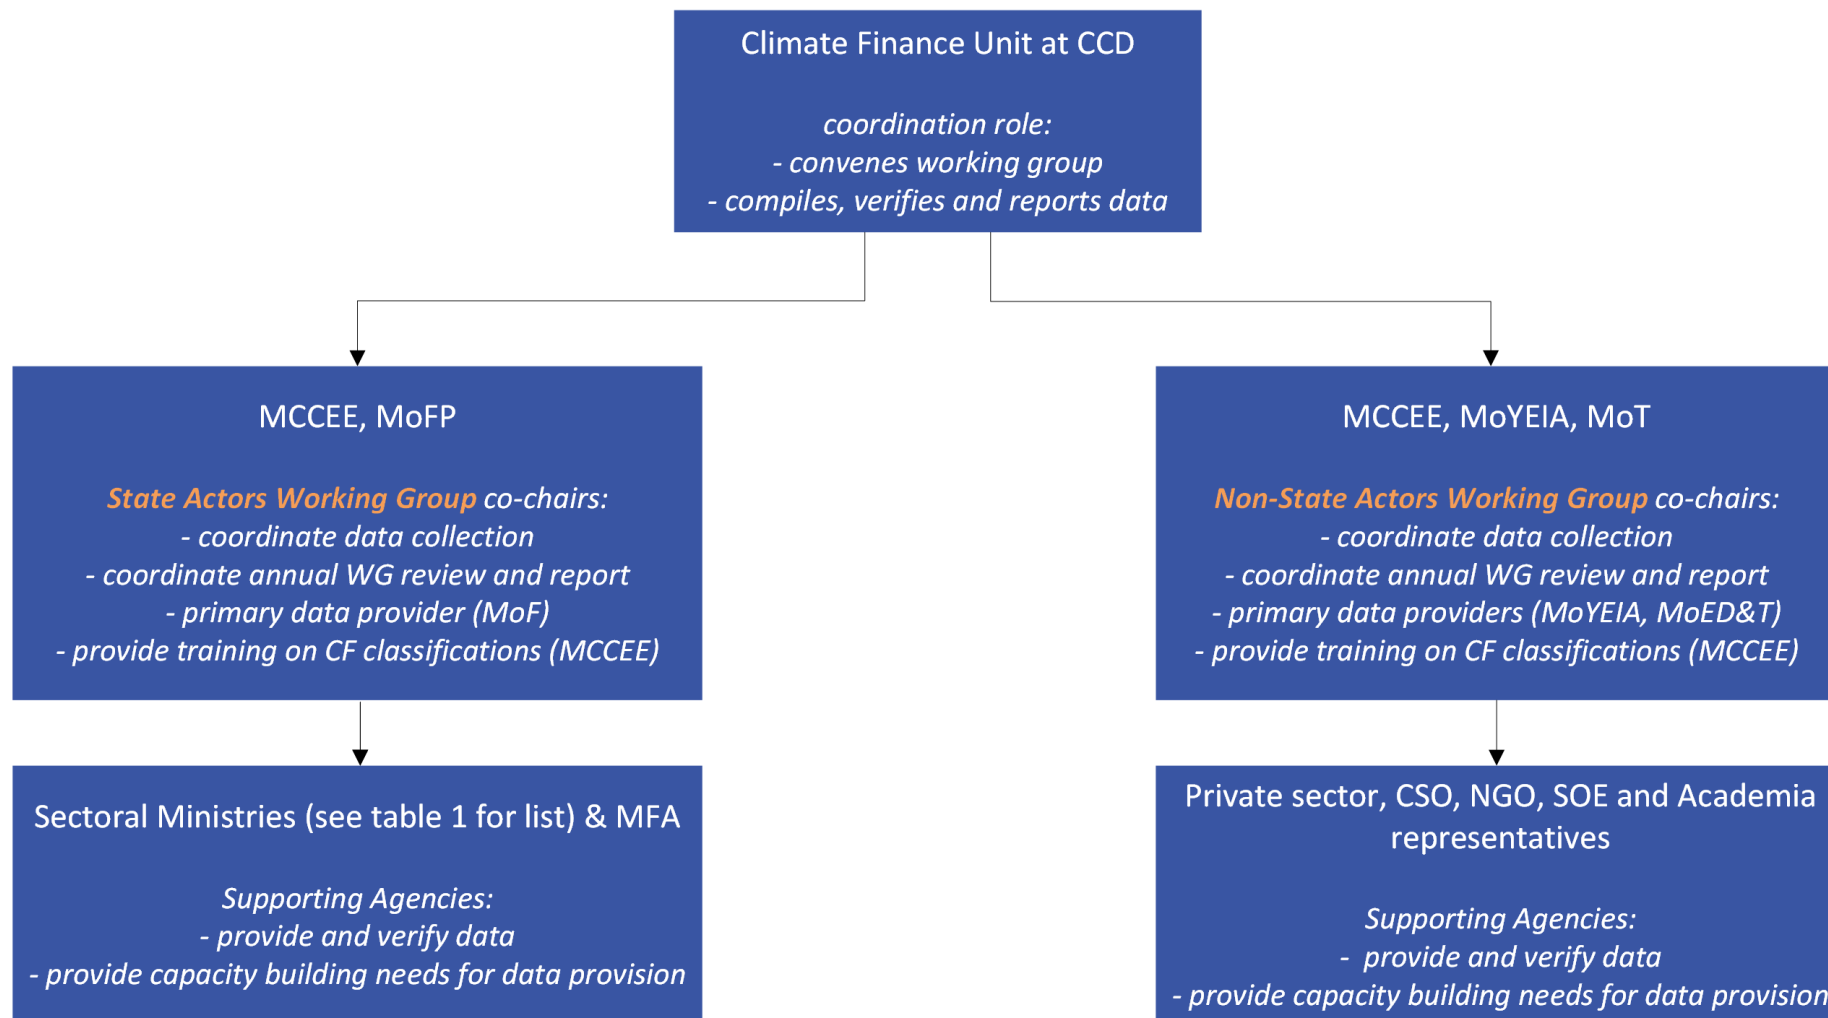 Climate Finance Unit at CCD
coordination role:
- convenes working group
- compiles, verifies and reports data
MCCEE, MoFP
State Actors Working Group co-chairs:
- coordinate data collection
- coordinate annual WG review and report
- primary data provider (MoF)
- provide training on CF classifications (MCCEE)
MCCEE, MoYEIA, MoT
Non-State Actors Working Group co-chairs:
- coordinate data collection
- coordinate annual WG review and report
- primary data providers (MoYEIA, MoED&T)
- provide training on CF classifications (MCCEE)
Sectoral Ministries (see table 1 for list) & MFA
Supporting Agencies:
- provide and verify data
- provide capacity building needs for data provision
Private sector, CSO, NGO, SOE and Academia
representatives
Supporting Agencies:
- provide and verify data
- provide capacity building needs for data provision